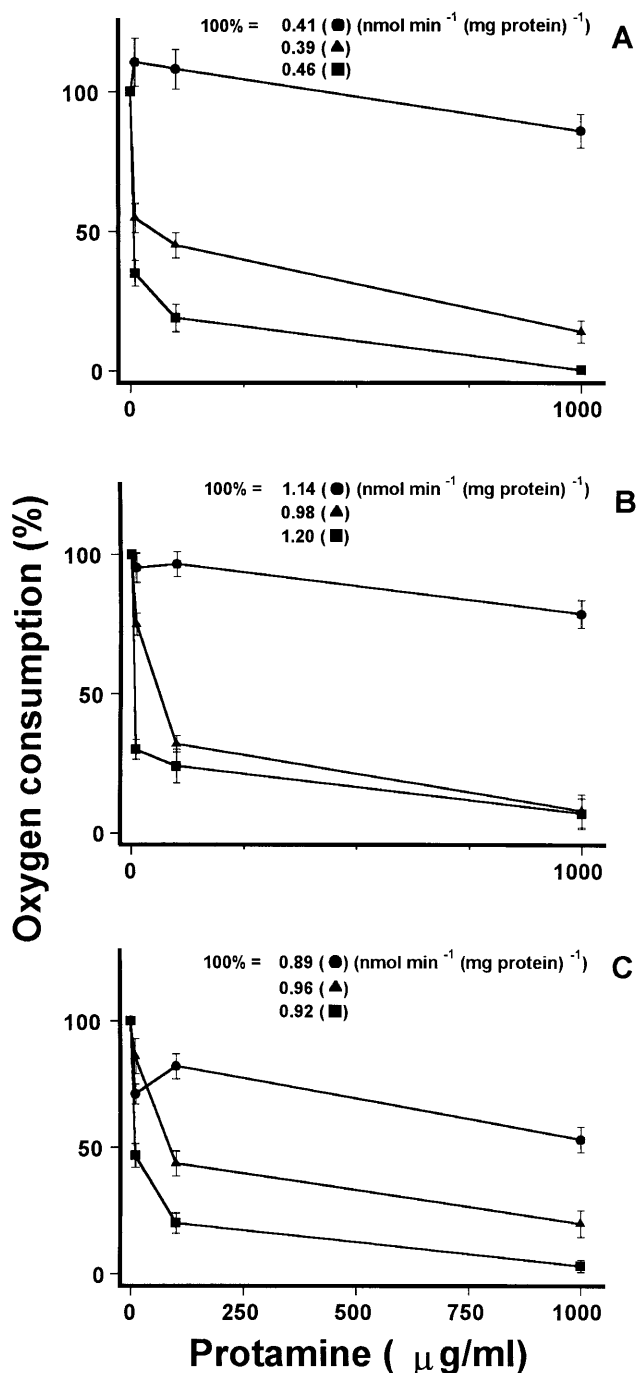 100% = 0.41 (●) (nmol min -1 (mg protein) -1)
A
0.39 (▲)
0.46 (■)
100
50
0
0
1000
100% = 1.14 (●) (nmol min -1 (mg protein) -1)
B
0.98 (▲)
1.20 (■)
100
50
0
0
1000
Oxygen consumption (%)
100% = 0.89 (●) (nmol min -1 (mg protein) -1)
C
0.96 (▲)
0.92 (■)
100
50
0
0 250 500 750 1000
Protamine ( μg/ml)